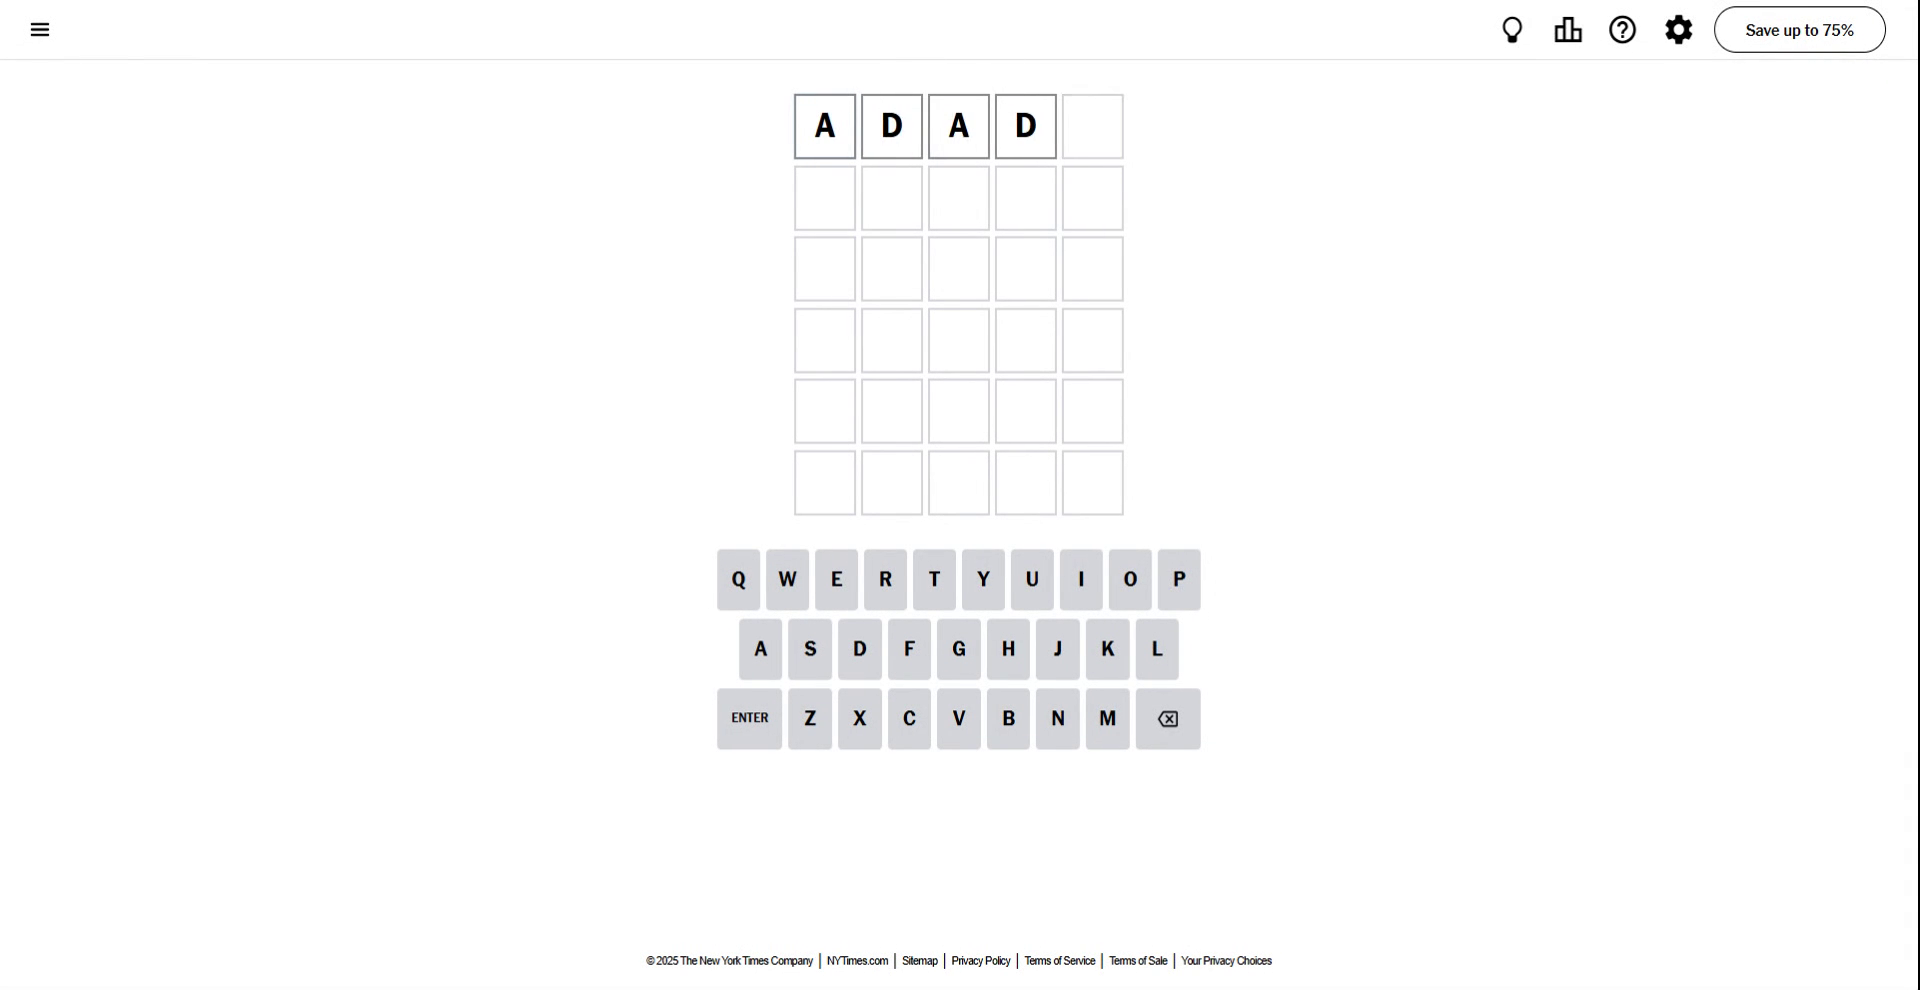 Save up to 75%
A D A D
Q W E R T Y U I O P
A S D F G H J K L
ENTER Z X C V B N M
© 2025 The New York Times Company | NYTimes.com | Sitemap | Privacy Policy | Terms of Service | Terms of Sale | Your Privacy Choices